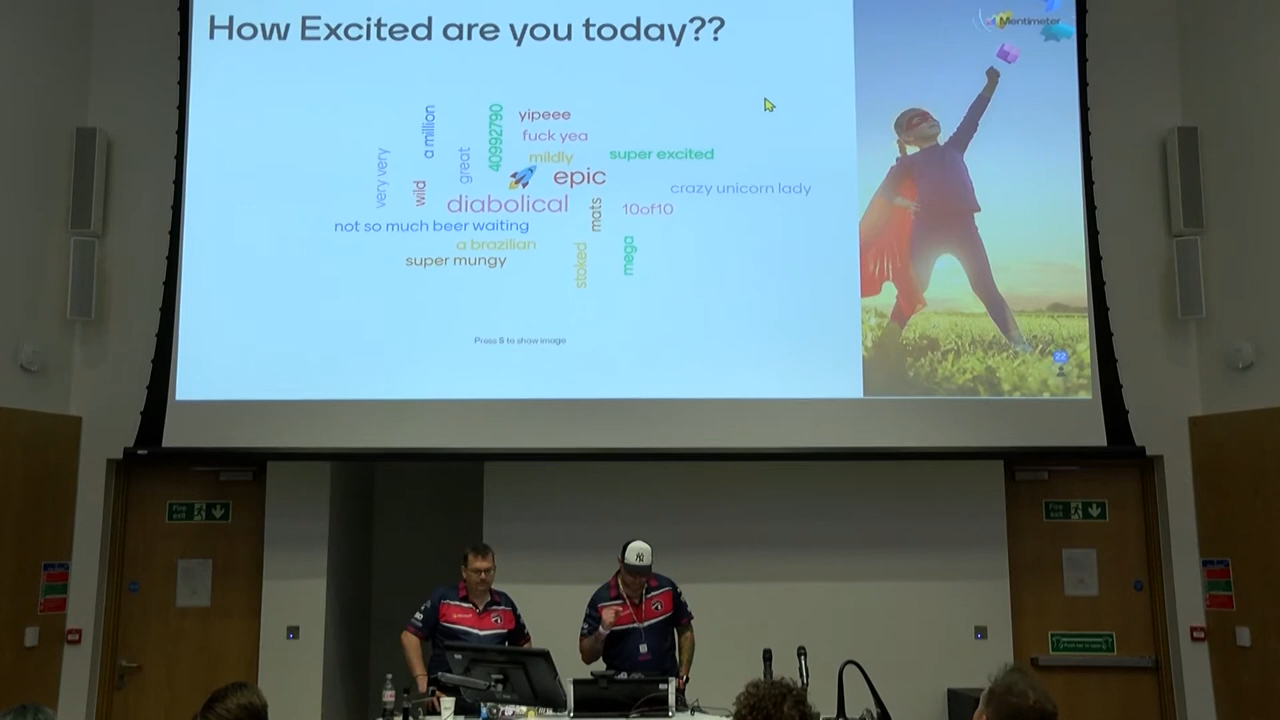 How Excited are you today??
Mentimeter
very very
a million
wild
great
40992790
yipeee
fuck yea
mildly
super excited
epic
crazy unicorn lady
diabolical
mats
10of10
not so much beer waiting
a brazilian
super mungy
stoked
mega
Press S to show image
22
Fire exit
Fire exit
NY